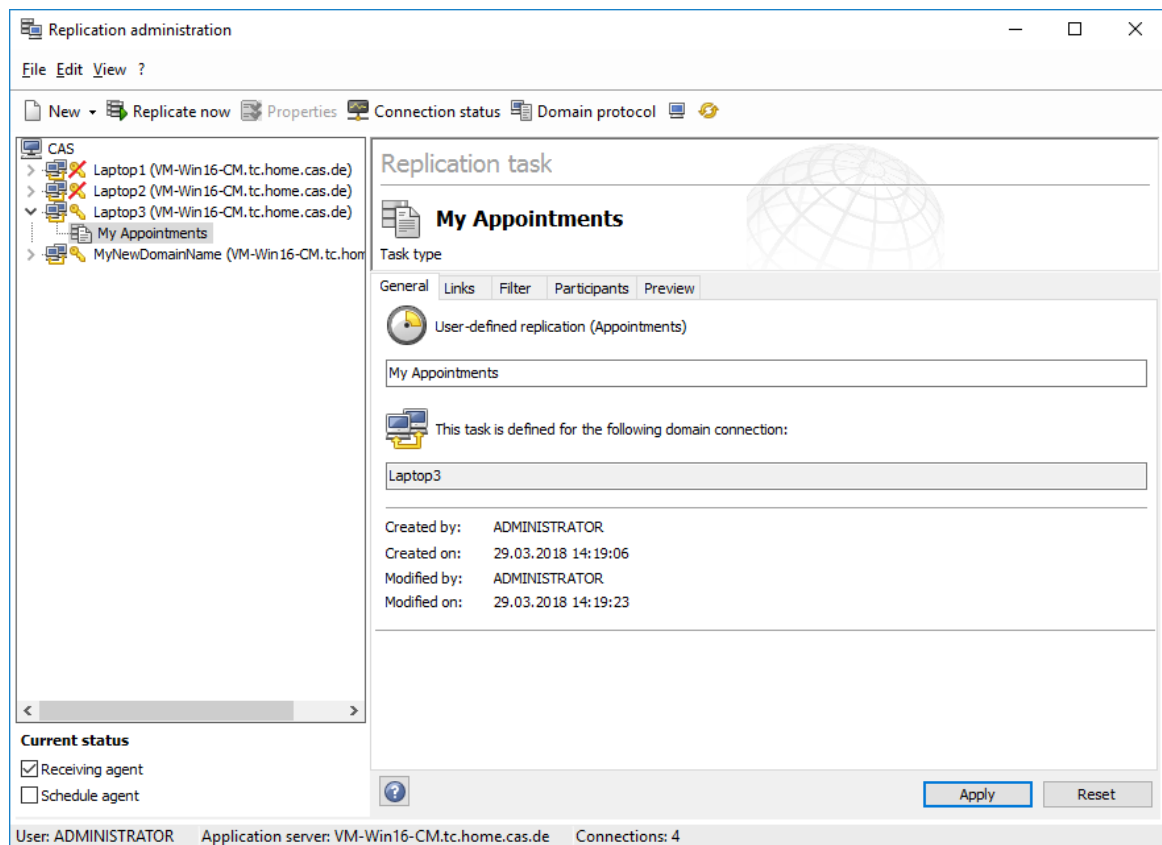 Replication administration
File Edit View ?
New Replicate now Properties Connection status Domain protocol
CAS
Laptop1 (VM-Win16-CM.tc.home.cas.de)
Laptop2 (VM-Win16-CM.tc.home.cas.de)
Laptop3 (VM-Win16-CM.tc.home.cas.de)
My Appointments
MyNewDomainName (VM-Win16-CM.tc.hom
Current status
Receiving agent
Schedule agent
Replication task
My Appointments
Task type
General Links Filter Participants Preview
User-defined replication (Appointments)
My Appointments
This task is defined for the following domain connection:
Laptop3
Created by: ADMINISTRATOR
Created on: 29.03.2018 14:19:06
Modified by: ADMINISTRATOR
Modified on: 29.03.2018 14:19:23
? Apply Reset
User: ADMINISTRATOR Application server: VM-Win16-CM.tc.home.cas.de Connections: 4